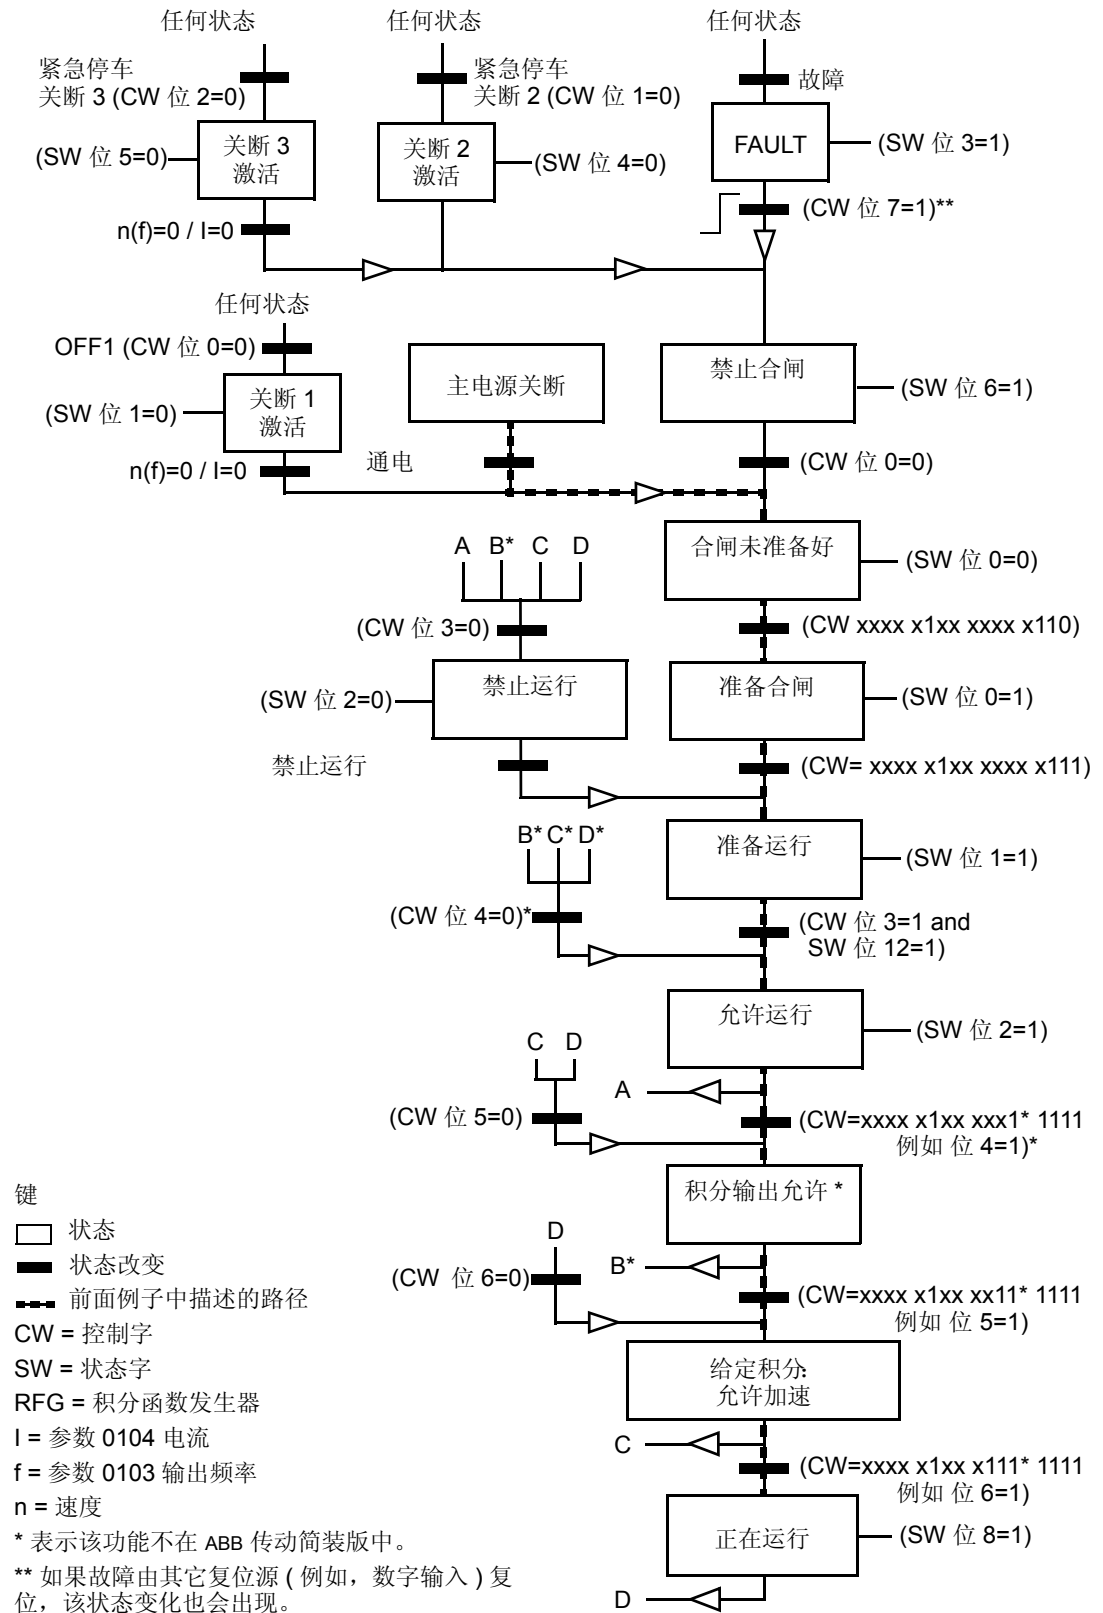 任何状态
任何状态
任何状态
紧急停车
关断 3 (CW 位 2=0)
紧急停车
关断 2 (CW 位 1=0)
故障
(SW 位 5=0)
关断 3
激活
关断 2
激活
(SW 位 4=0)
FAULT
(SW 位 3=1)
n(f)=0 / I=0
(CW 位 7=1)**
任何状态
OFF1 (CW 位 0=0)
(SW 位 1=0)
关断 1
激活
主电源关断
禁止合闸
(SW 位 6=1)
n(f)=0 / I=0
通电
(CW 位 0=0)
A B* C D
合闸未准备好
(SW 位 0=0)
(CW 位 3=0)
(CW xxxx x1xx xxxx x110)
(SW 位 2=0)
禁止运行
准备合闸
(SW 位 0=1)
禁止运行
(CW= xxxx x1xx xxxx x111)
B* C* D*
准备运行
(SW 位 1=1)
(CW 位 4=0)*
(CW 位 3=1 and
SW 位 12=1)
允许运行
(SW 位 2=1)
C D
A
(CW 位 5=0)
(CW=xxxx x1xx xxx1* 1111
例如 位 4=1)*
积分输出允许 *
D
B*
(CW 位 6=0)
(CW=xxxx x1xx xx11* 1111
例如 位 5=1)
给定积分:
允许加速
C
(CW=xxxx x1xx x111* 1111
例如 位 6=1)
正在运行
(SW 位 8=1)
D
键
状态
状态改变
前面例子中描述的路径
CW = 控制字
SW = 状态字
RFG = 积分函数发生器
I = 参数 0104 电流
f = 参数 0103 输出频率
n = 速度
* 表示该功能不在 ABB 传动简装版中。
** 如果故障由其它复位源 ( 例如，数字输入 ) 复
位，该状态变化也会出现。